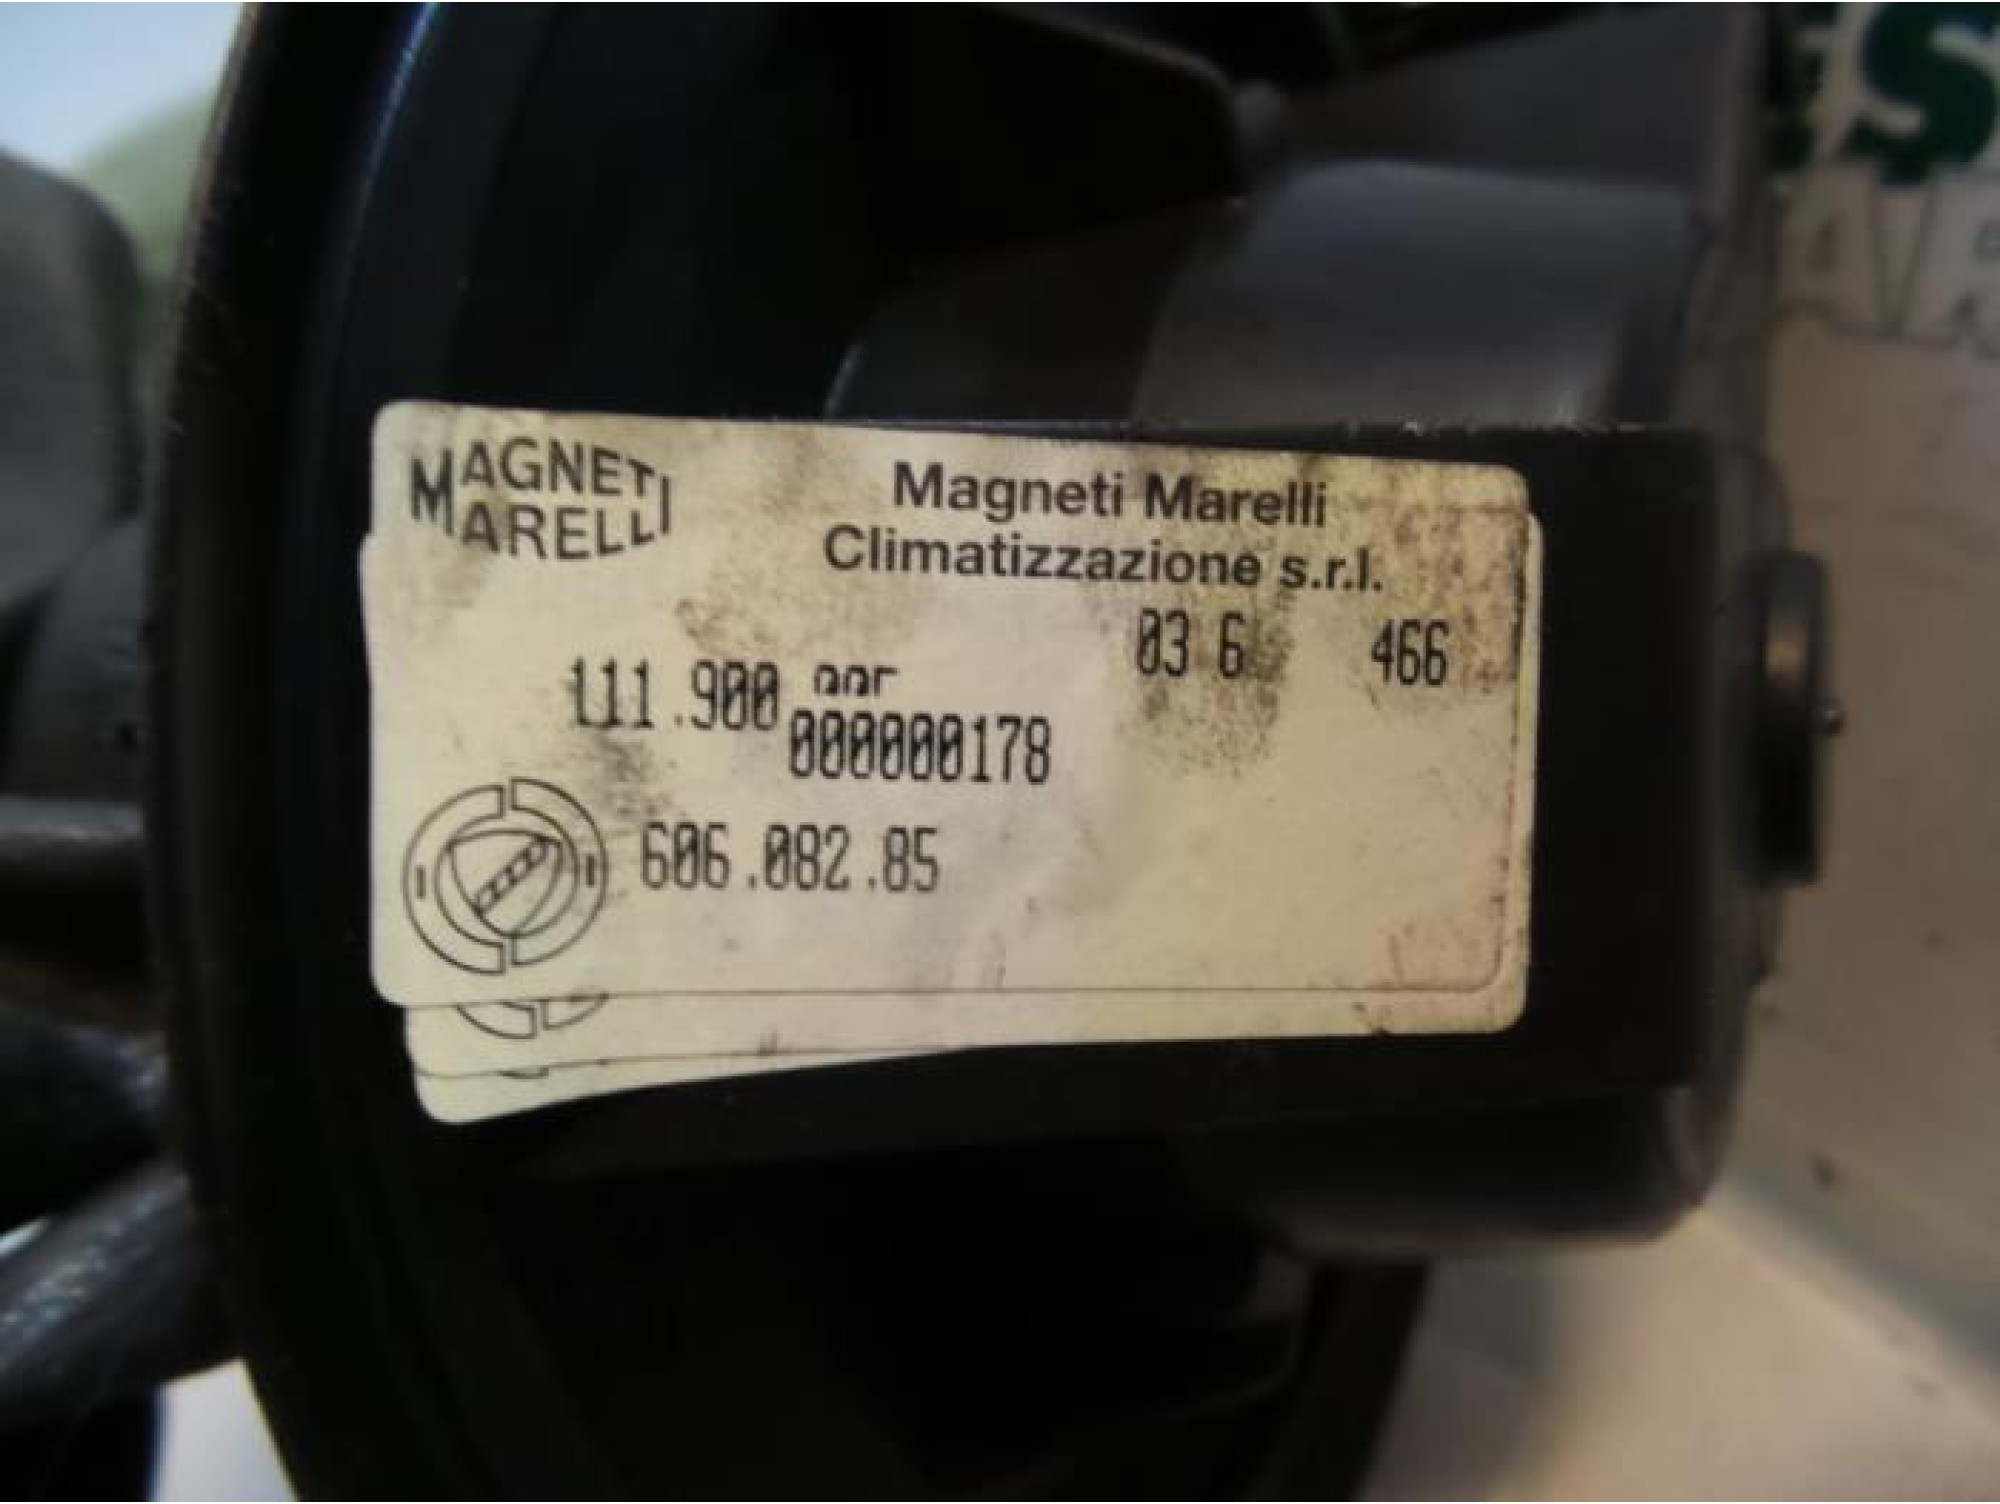 MAGNETI
MARELLI
Magneti Marelli
Climatizzazione s.r.l.
03 6 466
111.900
000000178
606.082.85